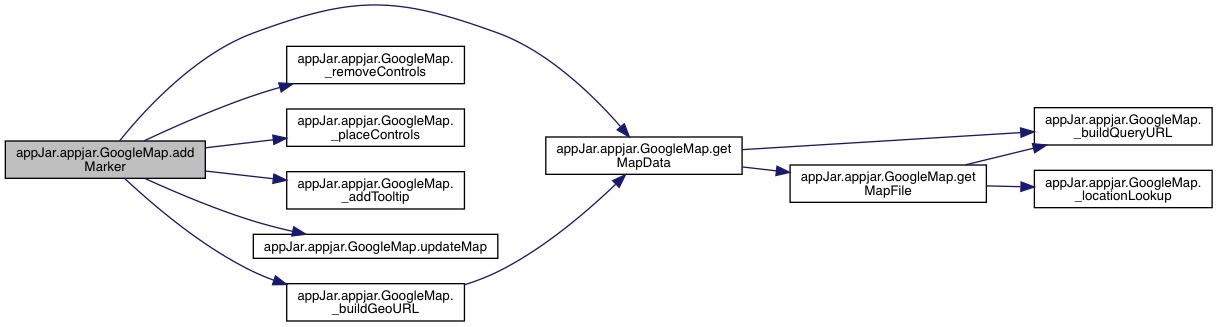 appJar.appjar.GoogleMap.add
Marker
appJar.appjar.GoogleMap.
_removeControls
appJar.appjar.GoogleMap.
_placeControls
appJar.appjar.GoogleMap.
_addTooltip
appJar.appjar.GoogleMap.updateMap
appJar.appjar.GoogleMap.
_buildGeoURL
appJar.appjar.GoogleMap.get
MapData
appJar.appjar.GoogleMap.get
MapFile
appJar.appjar.GoogleMap.
_buildQueryURL
appJar.appjar.GoogleMap.
_locationLookup